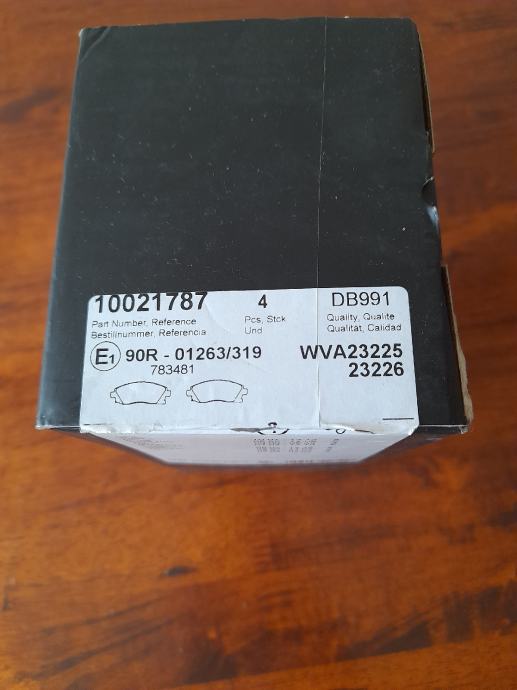 10021787 4 DB991
Part Number, Reference Pcs, Stck Quality, Qualite
Bestellnummer, Referencia Und Qualität, Calidad
E1 90R - 01263/319 WVA23225
783481 23226